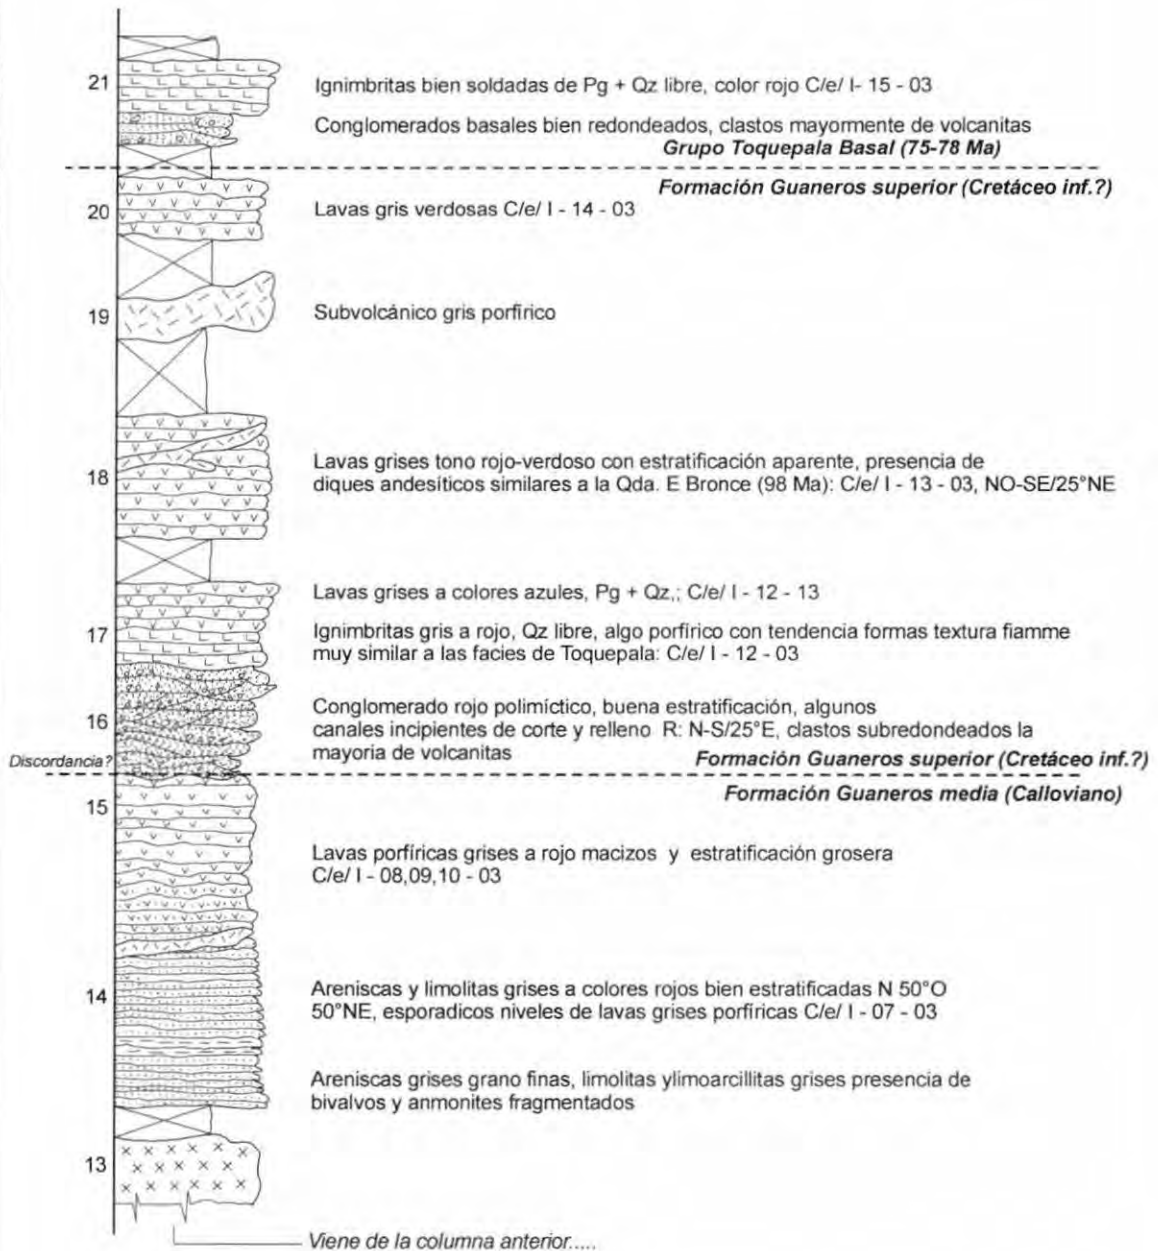 21
Ignimbritas bien soldadas de Pg + Qz libre, color rojo C/e/ I- 15 - 03
Conglomerados basales bien redondeados, clastos mayormente de volcanitas
Grupo Toquepala Basal (75-78 Ma)
Formación Guaneros superior (Cretáceo inf.?)
20
Lavas gris verdosas C/e/ I - 14 - 03
19
Subvolcánico gris porfírico
18
Lavas grises tono rojo-verdoso con estratificación aparente, presencia de
diques andesíticos similares a la Qda. E Bronce (98 Ma): C/e/ I - 13 - 03, NO-SE/25°NE
Lavas grises a colores azules, Pg + Qz,; C/e/ I - 12 - 13
17
Ignimbritas gris a rojo, Qz libre, algo porfírico con tendencia formas textura fiamme
muy similar a las facies de Toquepala: C/e/ I - 12 - 03
16
Conglomerado rojo polimíctico, buena estratificación, algunos
canales incipientes de corte y relleno R: N-S/25°E, clastos subredondeados la
mayoria de volcanitas
Discordancia?
Formación Guaneros superior (Cretáceo inf.?)
Formación Guaneros media (Calloviano)
15
Lavas porfíricas grises a rojo macizos y estratificación grosera
C/e/ I - 08,09,10 - 03
14
Areniscas y limolitas grises a colores rojos bien estratificadas N 50°O
50°NE, esporadicos niveles de lavas grises porfíricas C/e/ I - 07 - 03
Areniscas grises grano finas, limolitas ylimoarcillitas grises presencia de
bivalvos y anmonites fragmentados
13
Viene de la columna anterior.....